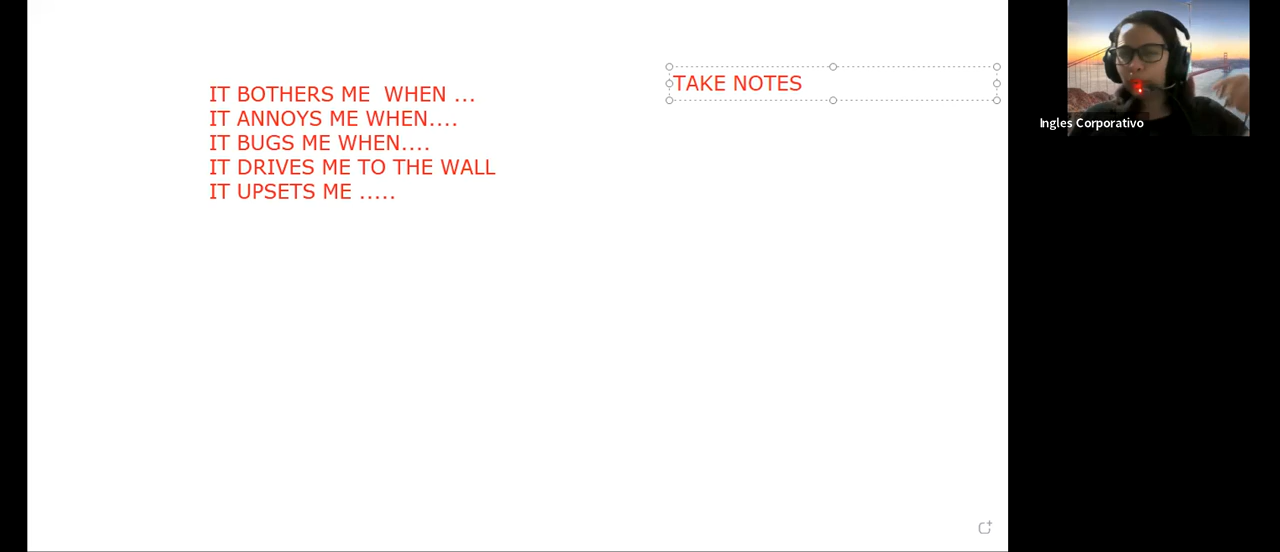 IT BOTHERS ME  WHEN ...
IT ANNOYS ME WHEN....
IT BUGS ME WHEN....
IT DRIVES ME TO THE WALL
IT UPSETS ME .....
TAKE NOTES
Ingles Corporativo